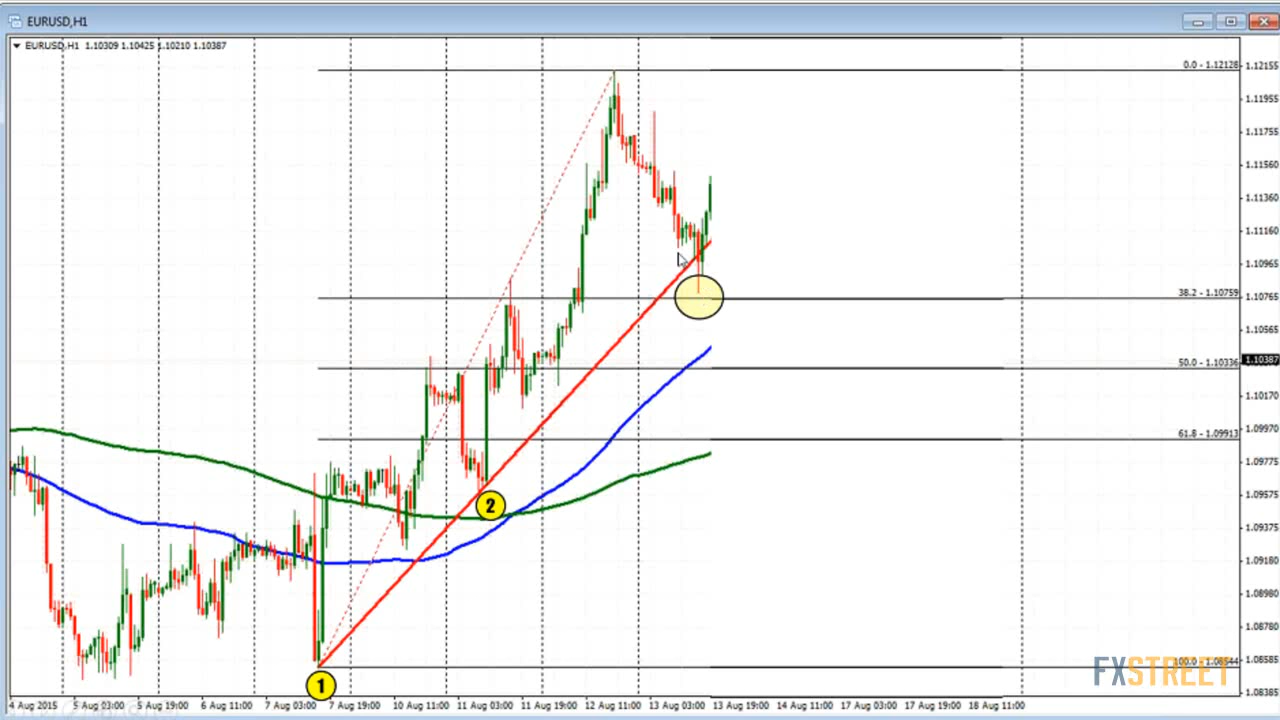 EURUSD,H1
EURUSD,H1 1.10309 1.10425 1.10210 1.10387
0.0 - 1.12128
1.12155
1.11955
1.11755
1.11560
1.11360
1.11160
1.10965
38.2 - 1.10759
1.10765
1.10565
50.0 - 1.10336
1.10387
1.10170
61.8 - 1.09913
1.09970
1.09775
1.09575
2
1.09375
1.09180
1.08980
1.08780
100.0 - 1.08544
1.08585
FXSTREET
1
1.08385
4 Aug 2015
5 Aug 03:00
5 Aug 19:00
6 Aug 11:00
7 Aug 03:00
7 Aug 19:00
10 Aug 11:00
11 Aug 03:00
11 Aug 19:00
12 Aug 11:00
13 Aug 03:00
13 Aug 19:00
14 Aug 11:00
17 Aug 03:00
17 Aug 19:00
18 Aug 11:00